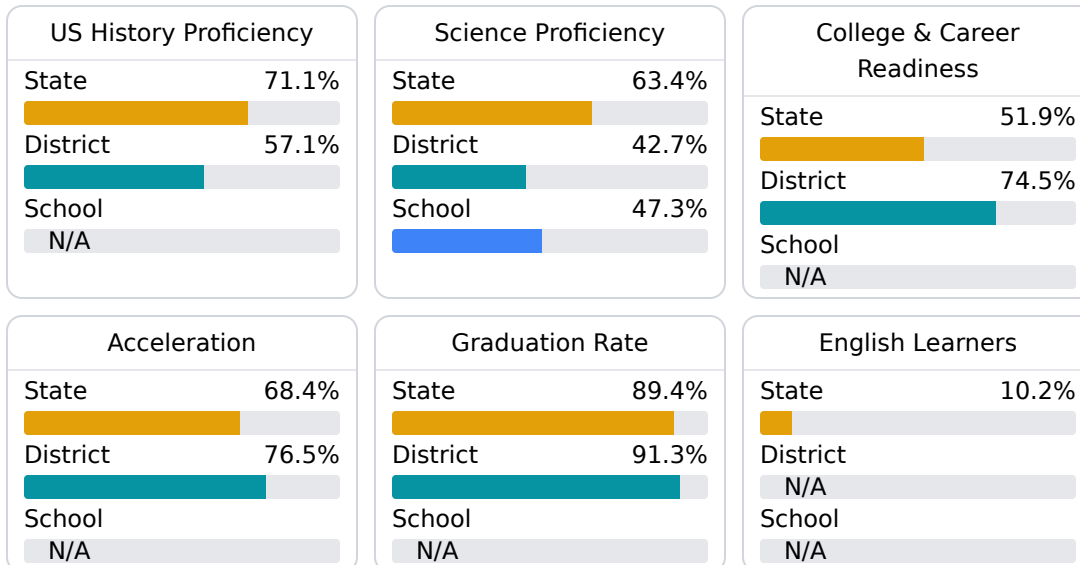 US History Proficiency
State 71.1%
District 57.1%
School
N/A
Science Proficiency
State 63.4%
District 42.7%
School 47.3%
College & Career
Readiness
State 51.9%
District 74.5%
School
N/A
Acceleration
State 68.4%
District 76.5%
School
N/A
Graduation Rate
State 89.4%
District 91.3%
School
N/A
English Learners
State 10.2%
District
N/A
School
N/A